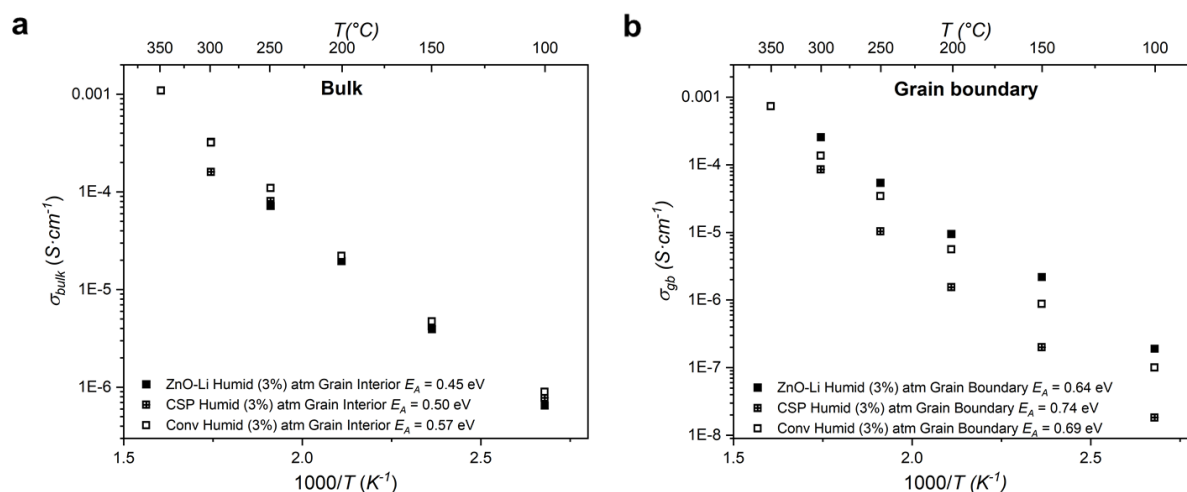 a
T(°C)
350 300 250 200 150 100
Bulk
0.001
1E-4
1E-5
1E-6
σbulk (S·cm-1)
ZnO-Li Humid (3%) atm Grain Interior EA = 0.45 eV
CSP Humid (3%) atm Grain Interior EA = 0.50 eV
Conv Humid (3%) atm Grain Interior EA = 0.57 eV
1.5 2.0 2.5
1000/T (K-1)
b
T (°C)
350 300 250 200 150 100
Grain boundary
0.001
1E-4
1E-5
1E-6
1E-7
1E-8
σgb (S·cm-1)
ZnO-Li Humid (3%) atm Grain Boundary EA = 0.64 eV
CSP Humid (3%) atm Grain Boundary EA = 0.74 eV
Conv Humid (3%) atm Grain Boundary EA = 0.69 eV
1.5 2.0 2.5
1000/T (K-1)